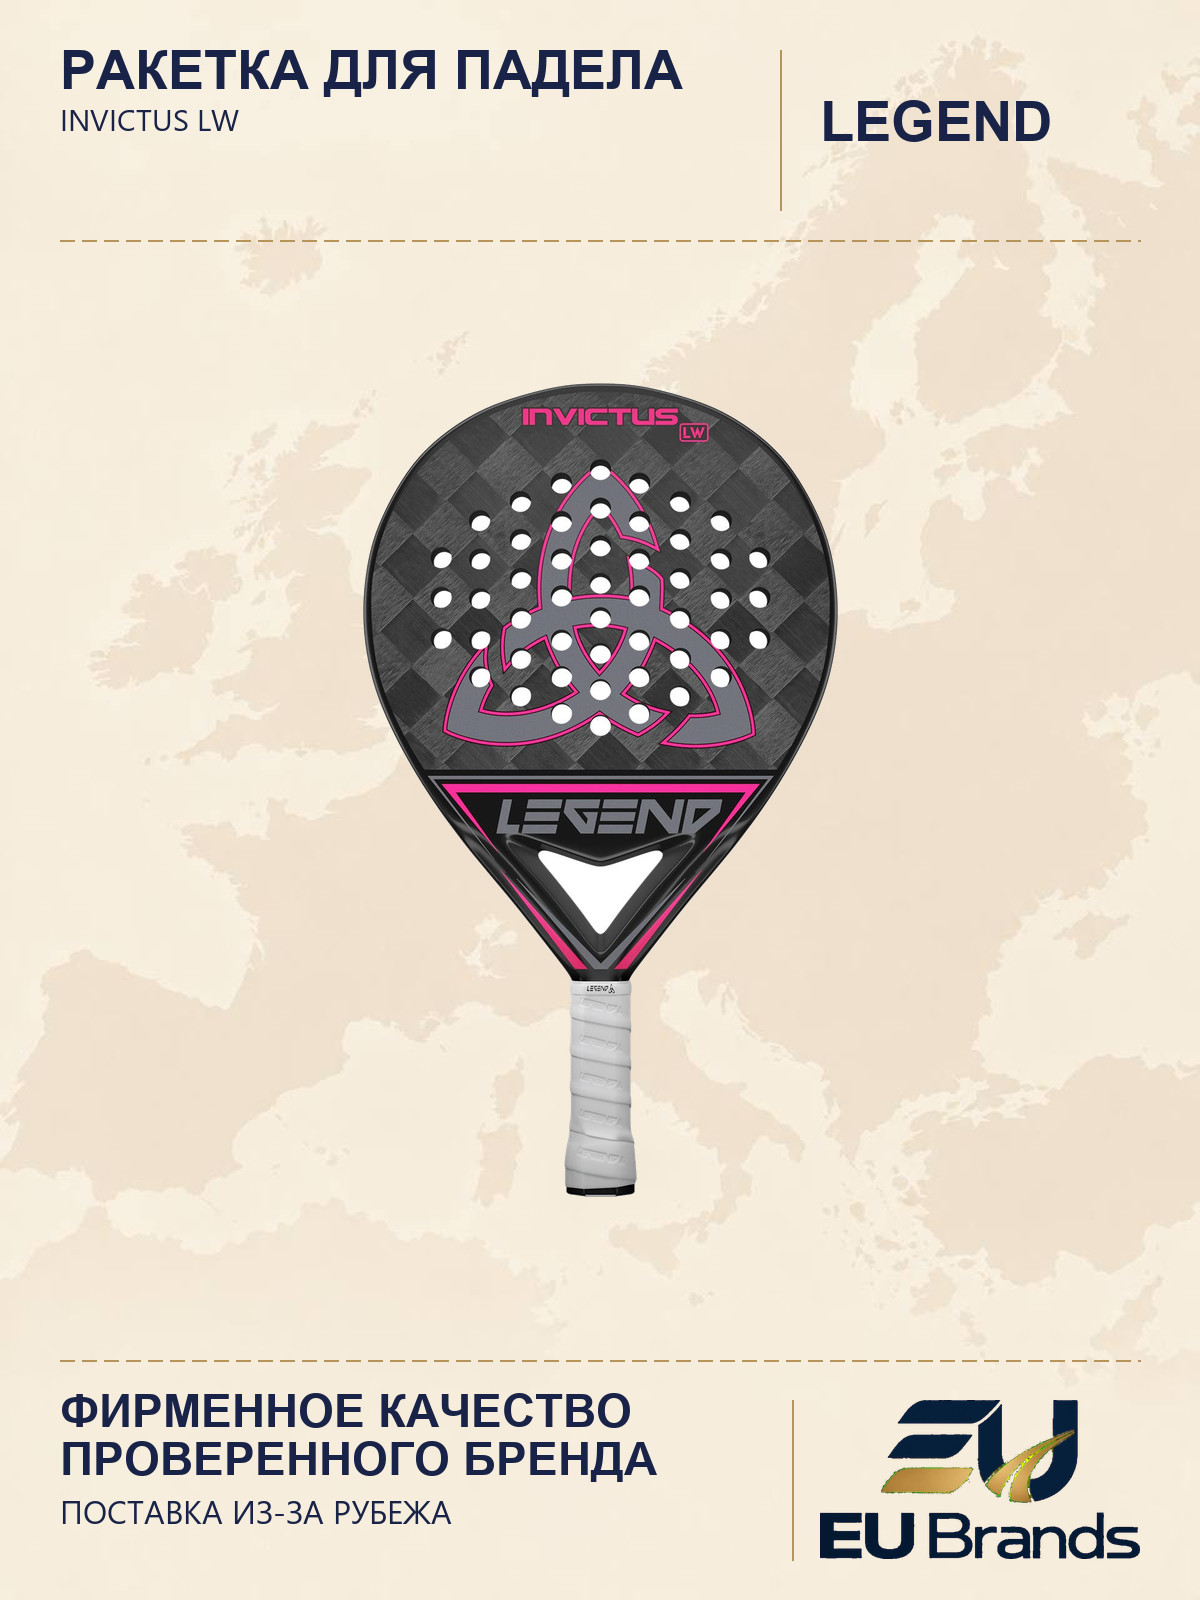 РАКЕТКА ДЛЯ ПАДЕЛА
INVICTUS LW
LEGEND
INVICTUS
LW
LEGEND
LEGEND
ФИРМЕННОЕ КАЧЕСТВО
ПРОВЕРЕННОГО БРЕНДА
ПОСТАВКА ИЗ-ЗА РУБЕЖА
EU
EU Brands